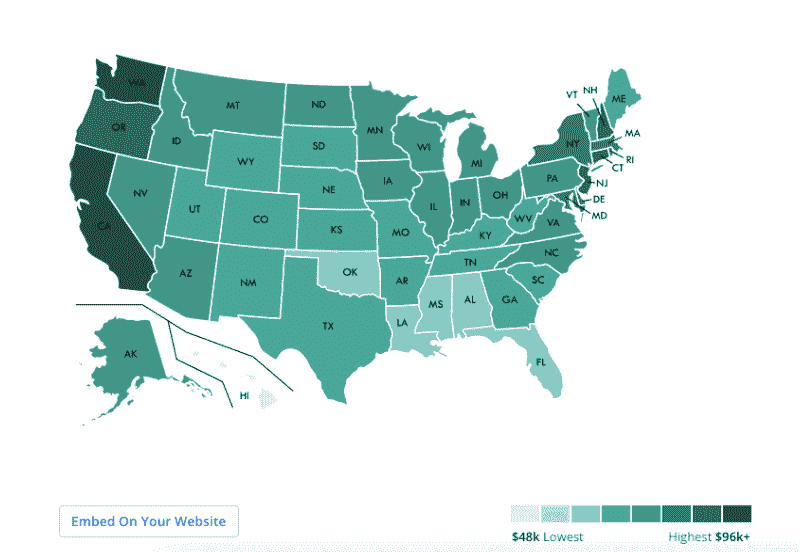 WA
OR
CA
ID
NV
MT
WY
UT
AZ
CO
NM
ND
SD
NE
KS
OK
TX
MN
IA
MO
AR
LA
WI
IL
MI
IN
OH
KY
TN
MS
AL
GA
FL
SC
NC
VA
WV
PA
NY
VT
NH
ME
MA
RI
CT
NJ
DE
MD
AK
HI
Embed On Your Website
$48k Lowest
Highest $96k+